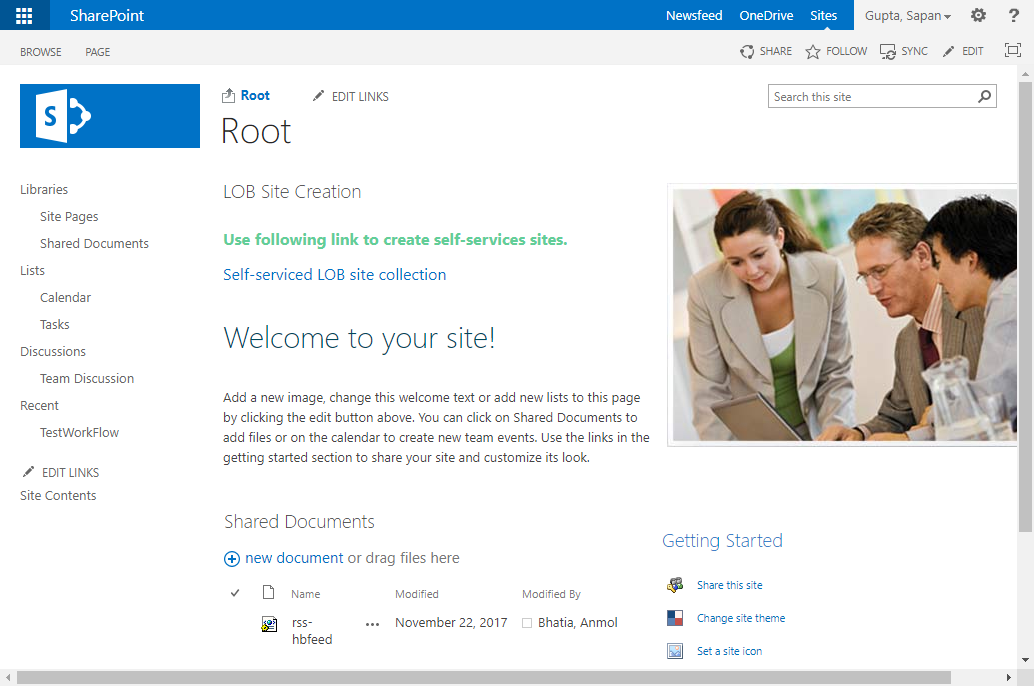 SharePoint
Newsfeed OneDrive Sites Gupta, Sapan ?
BROWSE PAGE
SHARE FOLLOW SYNC EDIT
S
Root EDIT LINKS
Search this site
Root
Libraries
Site Pages
Shared Documents
Lists
Calendar
Tasks
Discussions
Team Discussion
Recent
TestWorkFlow
EDIT LINKS
Site Contents
LOB Site Creation
Use following link to create self-services sites.
Self-serviced LOB site collection
Welcome to your site!
Add a new image, change this welcome text or add new lists to this page
by clicking the edit button above. You can click on Shared Documents to
add files or on the calendar to create new team events. Use the links in the
getting started section to share your site and customize its look.
Shared Documents
new document or drag files here
Name Modified Modified By
rss-
hbfeed
... November 22, 2017 Bhatia, Anmol
Getting Started
Share this site
Change site theme
Set a site icon